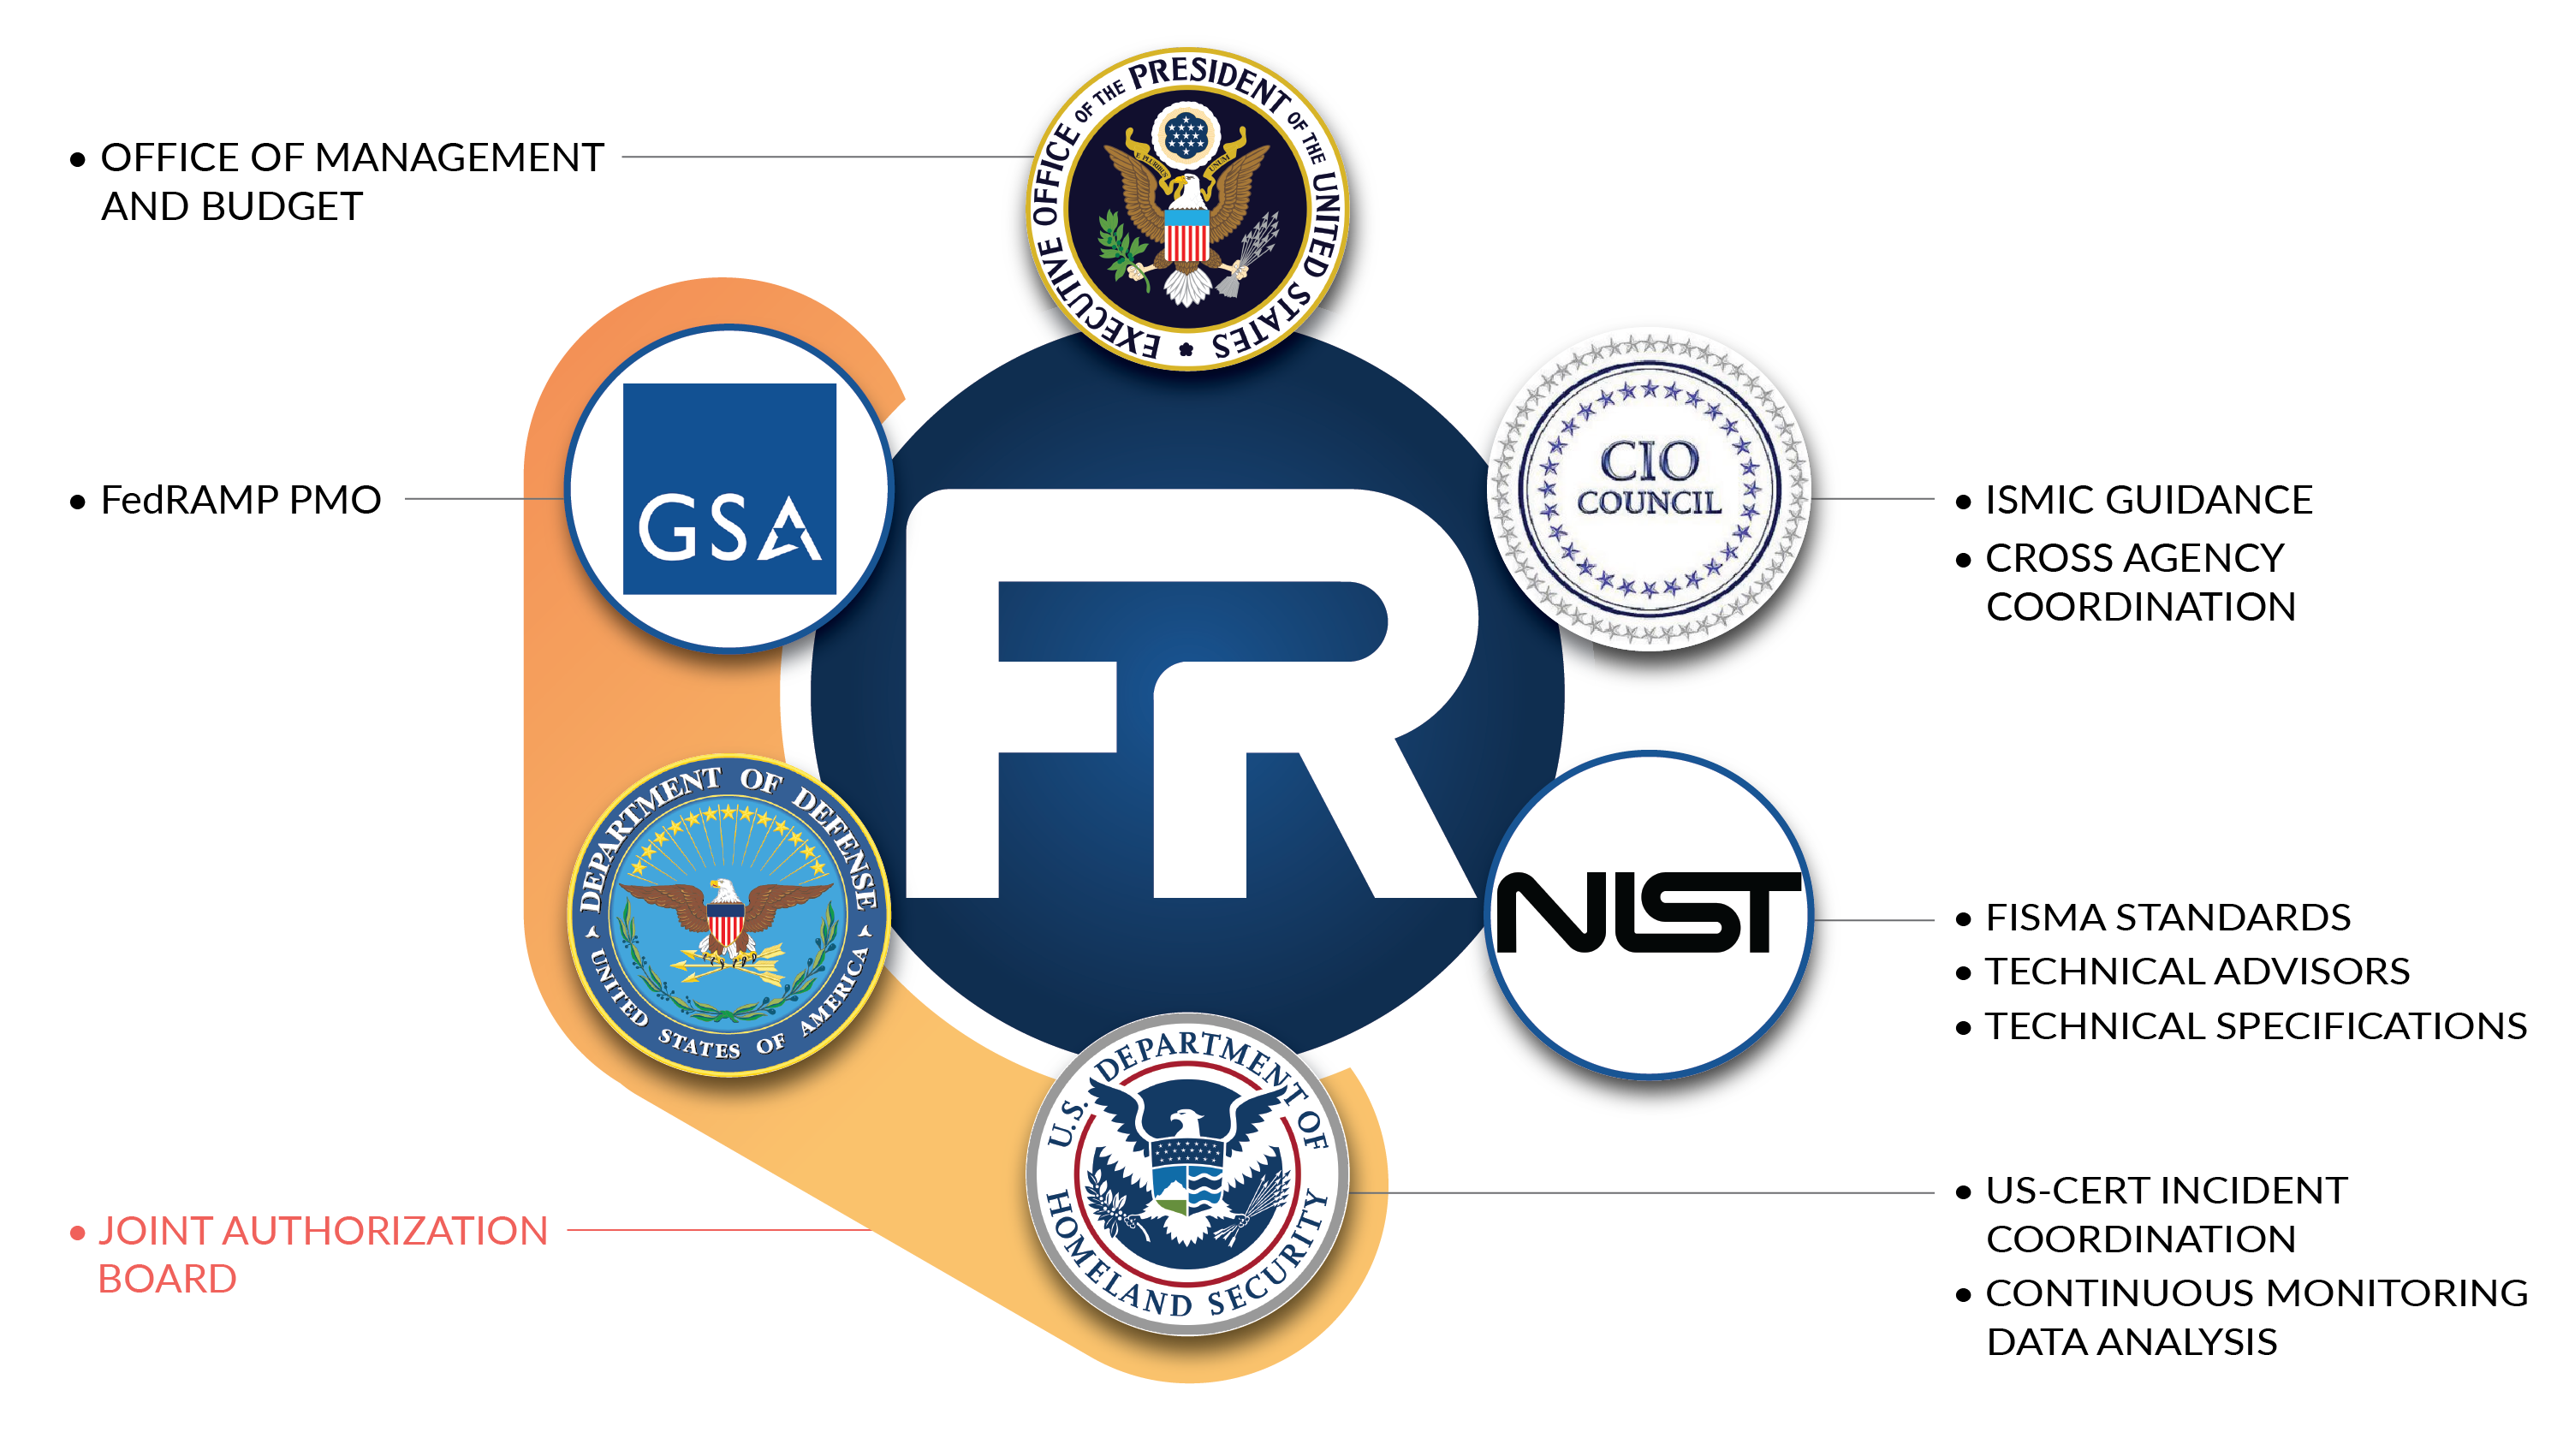 EXECUTIVE OFFICE OF THE PRESIDENT OF THE UNITED STATES
E PLURIBUS UNUM
• OFFICE OF MANAGEMENT
AND BUDGET
GSA
• FedRAMP PMO
CIO
COUNCIL
• ISMIC GUIDANCE
• CROSS AGENCY
COORDINATION
FR
DEPARTMENT OF DEFENSE
UNITED STATES OF AMERICA
NIST
• FISMA STANDARDS
• TECHNICAL ADVISORS
• TECHNICAL SPECIFICATIONS
U.S. DEPARTMENT OF
HOMELAND SECURITY
• JOINT AUTHORIZATION
BOARD
• US-CERT INCIDENT
COORDINATION
• CONTINUOUS MONITORING
DATA ANALYSIS